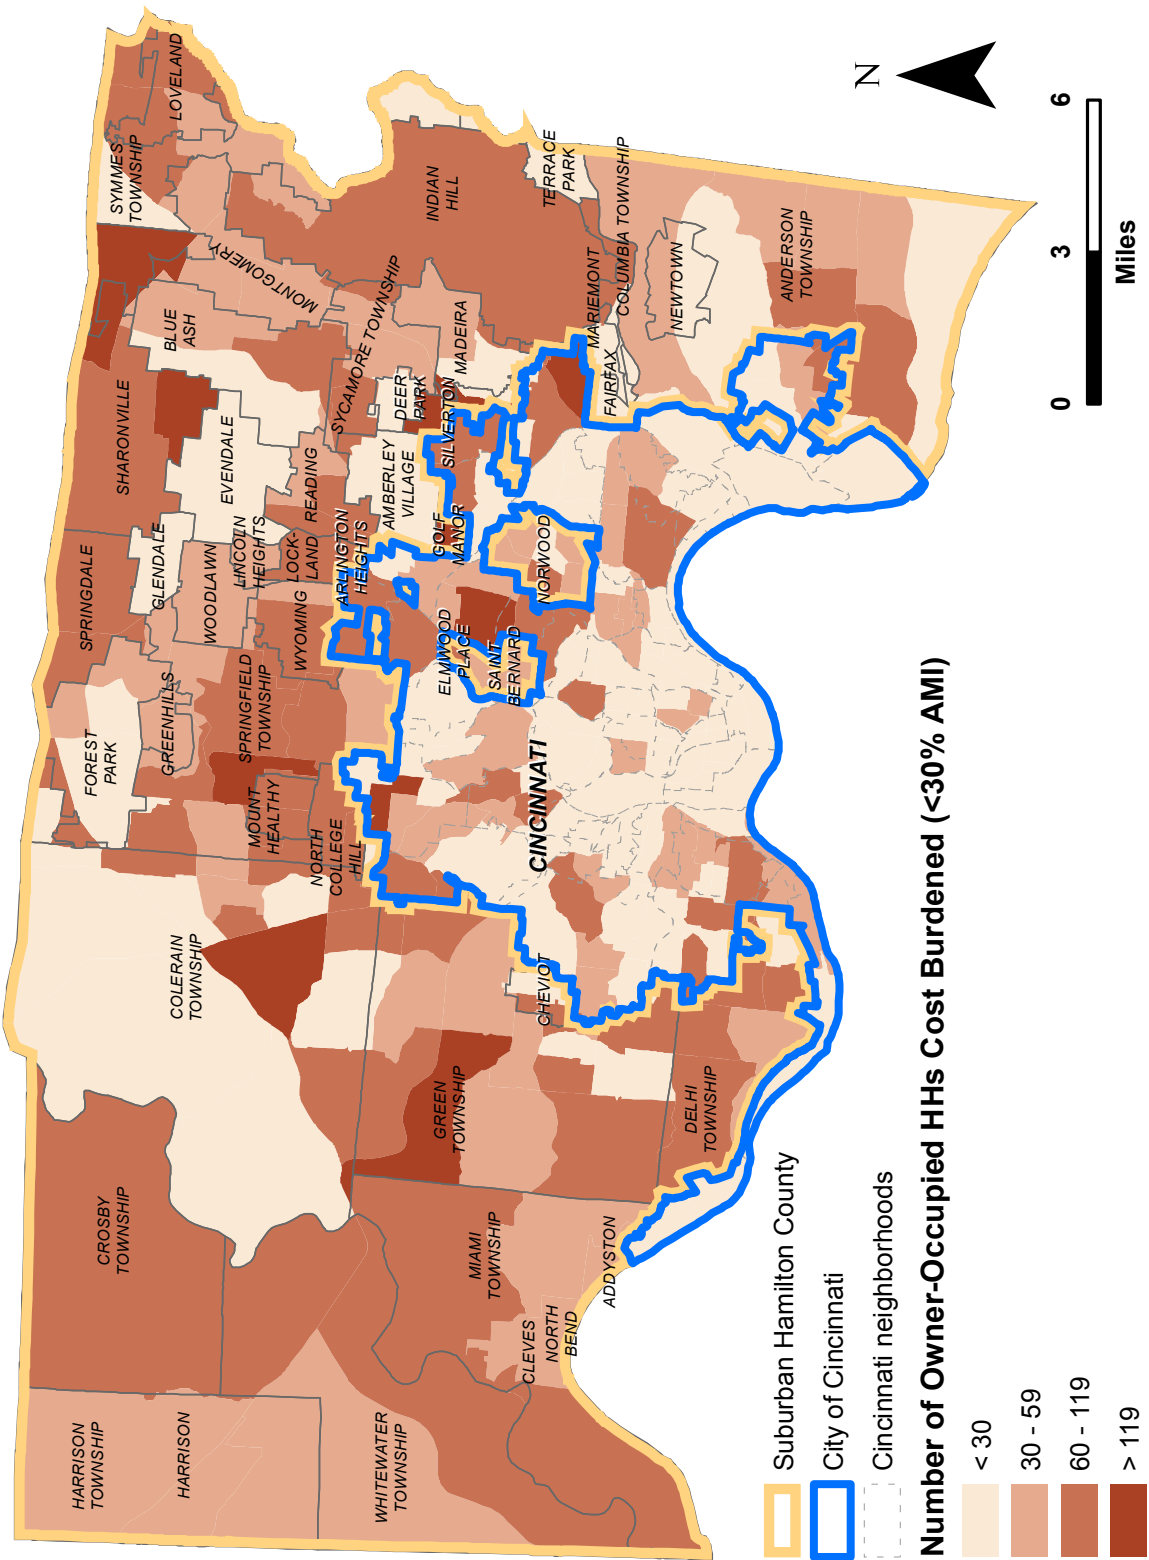 HARRISON
TOWNSHIP
HARRISON
WHITEWATER
TOWNSHIP
CROSBY
TOWNSHIP
MIAMI
TOWNSHIP
CLEVES
NORTH
BEND
ADDYSTON
COLERAIN
TOWNSHIP
GREEN
TOWNSHIP
CHEVIOT
DELHI
TOWNSHIP
FOREST
PARK
GREENHILLS
SPRINGFIELD
TOWNSHIP
MOUNT
HEALTHY
NORTH
COLLEGE
HILL
SPRINGDALE
GLENDALE
WOODLAWN
LINCOLN
HEIGHTS
WYOMING
LOCK-
LAND
READING
ARLINGTON
HEIGHTS
ELMWOOD
PLACE
SAINT
BERNARD
CINCINNATI
NORWOOD
GOLF
MANOR
AMBERLEY
VILLAGE
SHARONVILLE
EVENDALE
BLUE
ASH
MONTGOMERY
SYCAMORE TOWNSHIP
DEER
PARK
SILVERTON
MADEIRA
SYMMES
TOWNSHIP
LOVELAND
INDIAN
HILL
TERRACE
PARK
MARIEMONT
COLUMBIA TOWNSHIP
FAIRFAX
NEWTOWN
ANDERSON
TOWNSHIP
N
0 3 6
Miles
Suburban Hamilton County
City of Cincinnati
Cincinnati neighborhoods
Number of Owner-Occupied HHs Cost Burdened (<30% AMI)
< 30
30 - 59
60 - 119
> 119